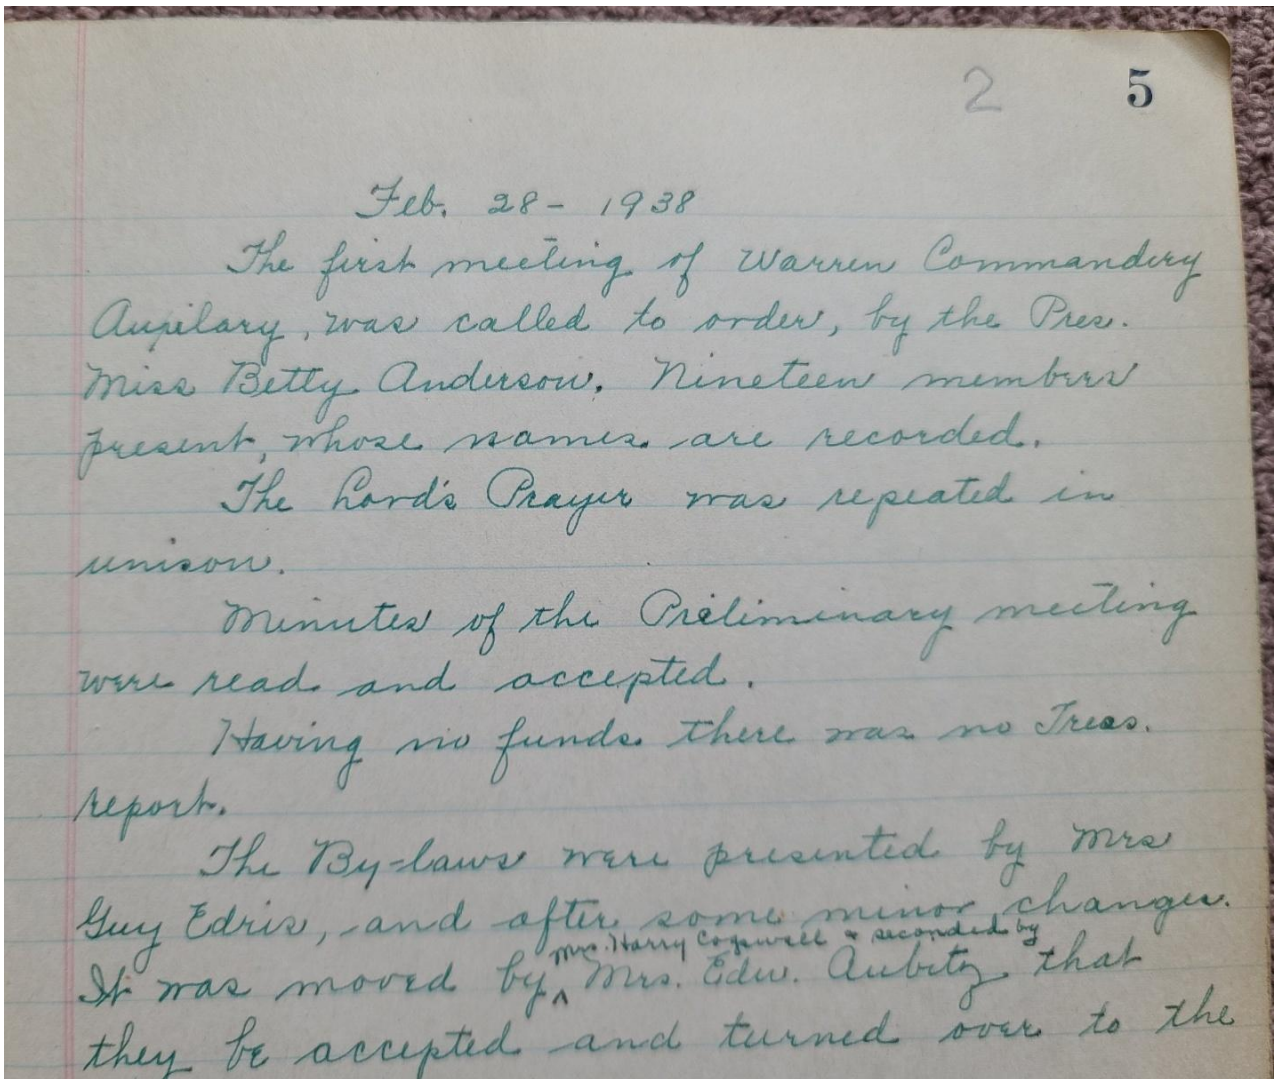 2 5
Feb. 28 - 1938
The first meeting of Warren Commandery
Auxilary, was called to order, by the Pres.
Miss Betty Anderson. Nineteen members
present, whose names are recorded.
The Lord's Prayer was repeated in
unison.
Minutes of the Preliminary meeting
were read and accepted.
Having no funds there was no Treas.
report.
The By-laws were presented by Mrs
Guy Edris, and after some minor changes.
Mrs. Harry Cogswell & seconded by
It was moved by ^ Mrs. Edw. Aubitz that
they be accepted and turned over to the